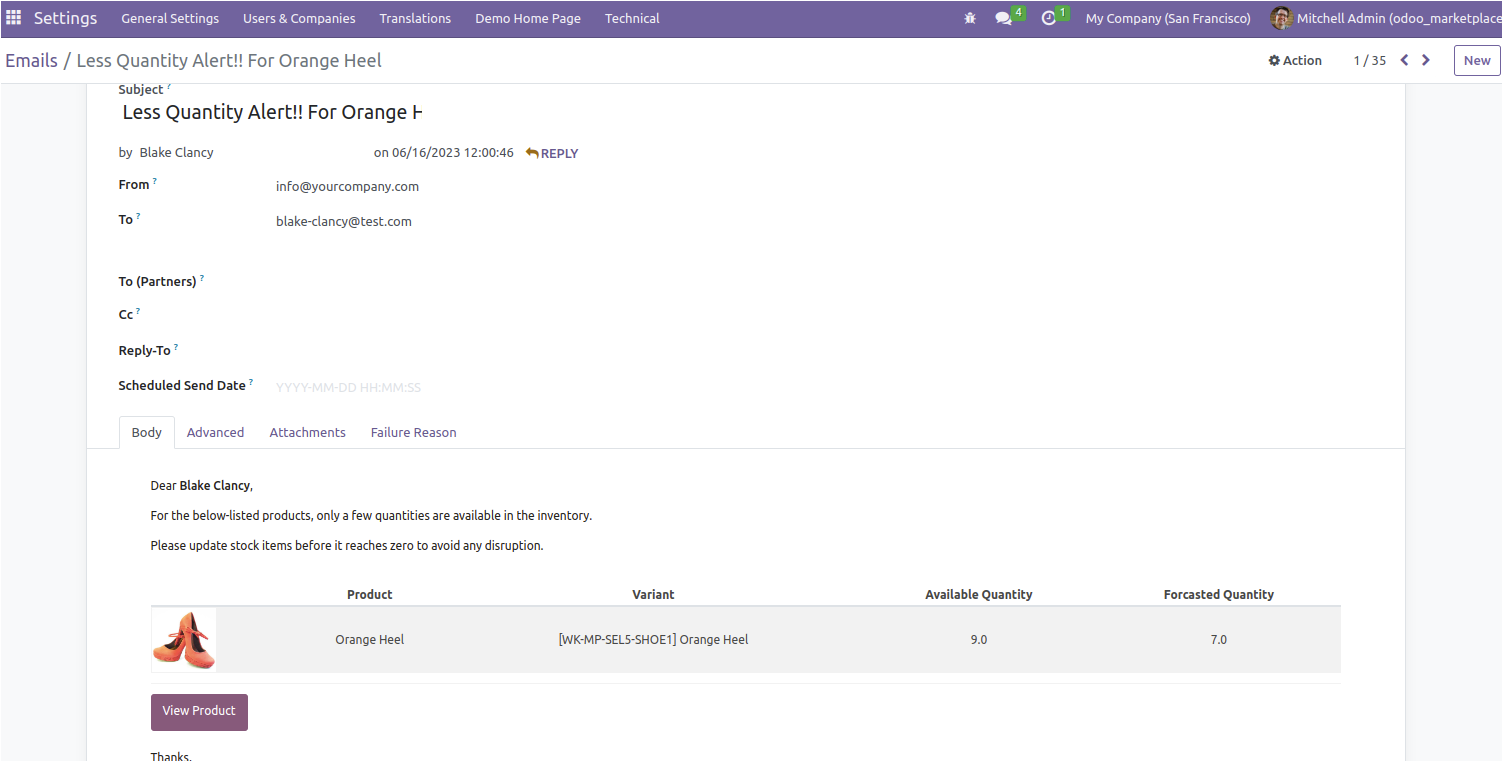 Settings General Settings Users & Companies Translations Demo Home Page Technical 4 1 My Company (San Francisco) Mitchell Admin (odoo_marketplace
Emails / Less Quantity Alert!! For Orange Heel Action 1 / 35 New
Subject ?
Less Quantity Alert!! For Orange H
by Blake Clancy on 06/16/2023 12:00:46 REPLY
From ? info@yourcompany.com
To ? blake-clancy@test.com
To (Partners) ?
Cc ?
Reply-To ?
Scheduled Send Date ? YYYY-MM-DD HH:MM:SS
Body Advanced Attachments Failure Reason
Dear Blake Clancy,
For the below-listed products, only a few quantities are available in the inventory.
Please update stock items before it reaches zero to avoid any disruption.
Product Variant Available Quantity Forcasted Quantity
Orange Heel [WK-MP-SEL5-SHOE1] Orange Heel 9.0 7.0
View Product
Thanks,